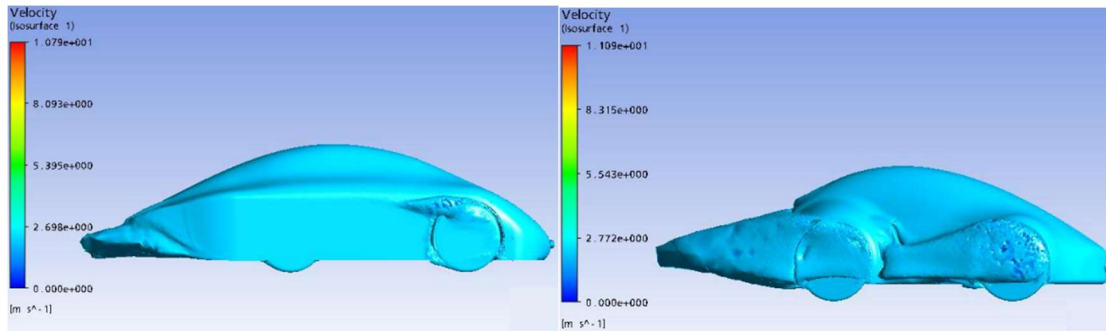 Velocity
(Isosurface 1)
1.079e+001
8.093e+000
5.395e+000
2.698e+000
0.000e+000
[m s^-1]
Velocity
(Isosurface 1)
1.109e+001
8.315e+000
5.543e+000
2.772e+000
0.000e+000
[m s^-1]